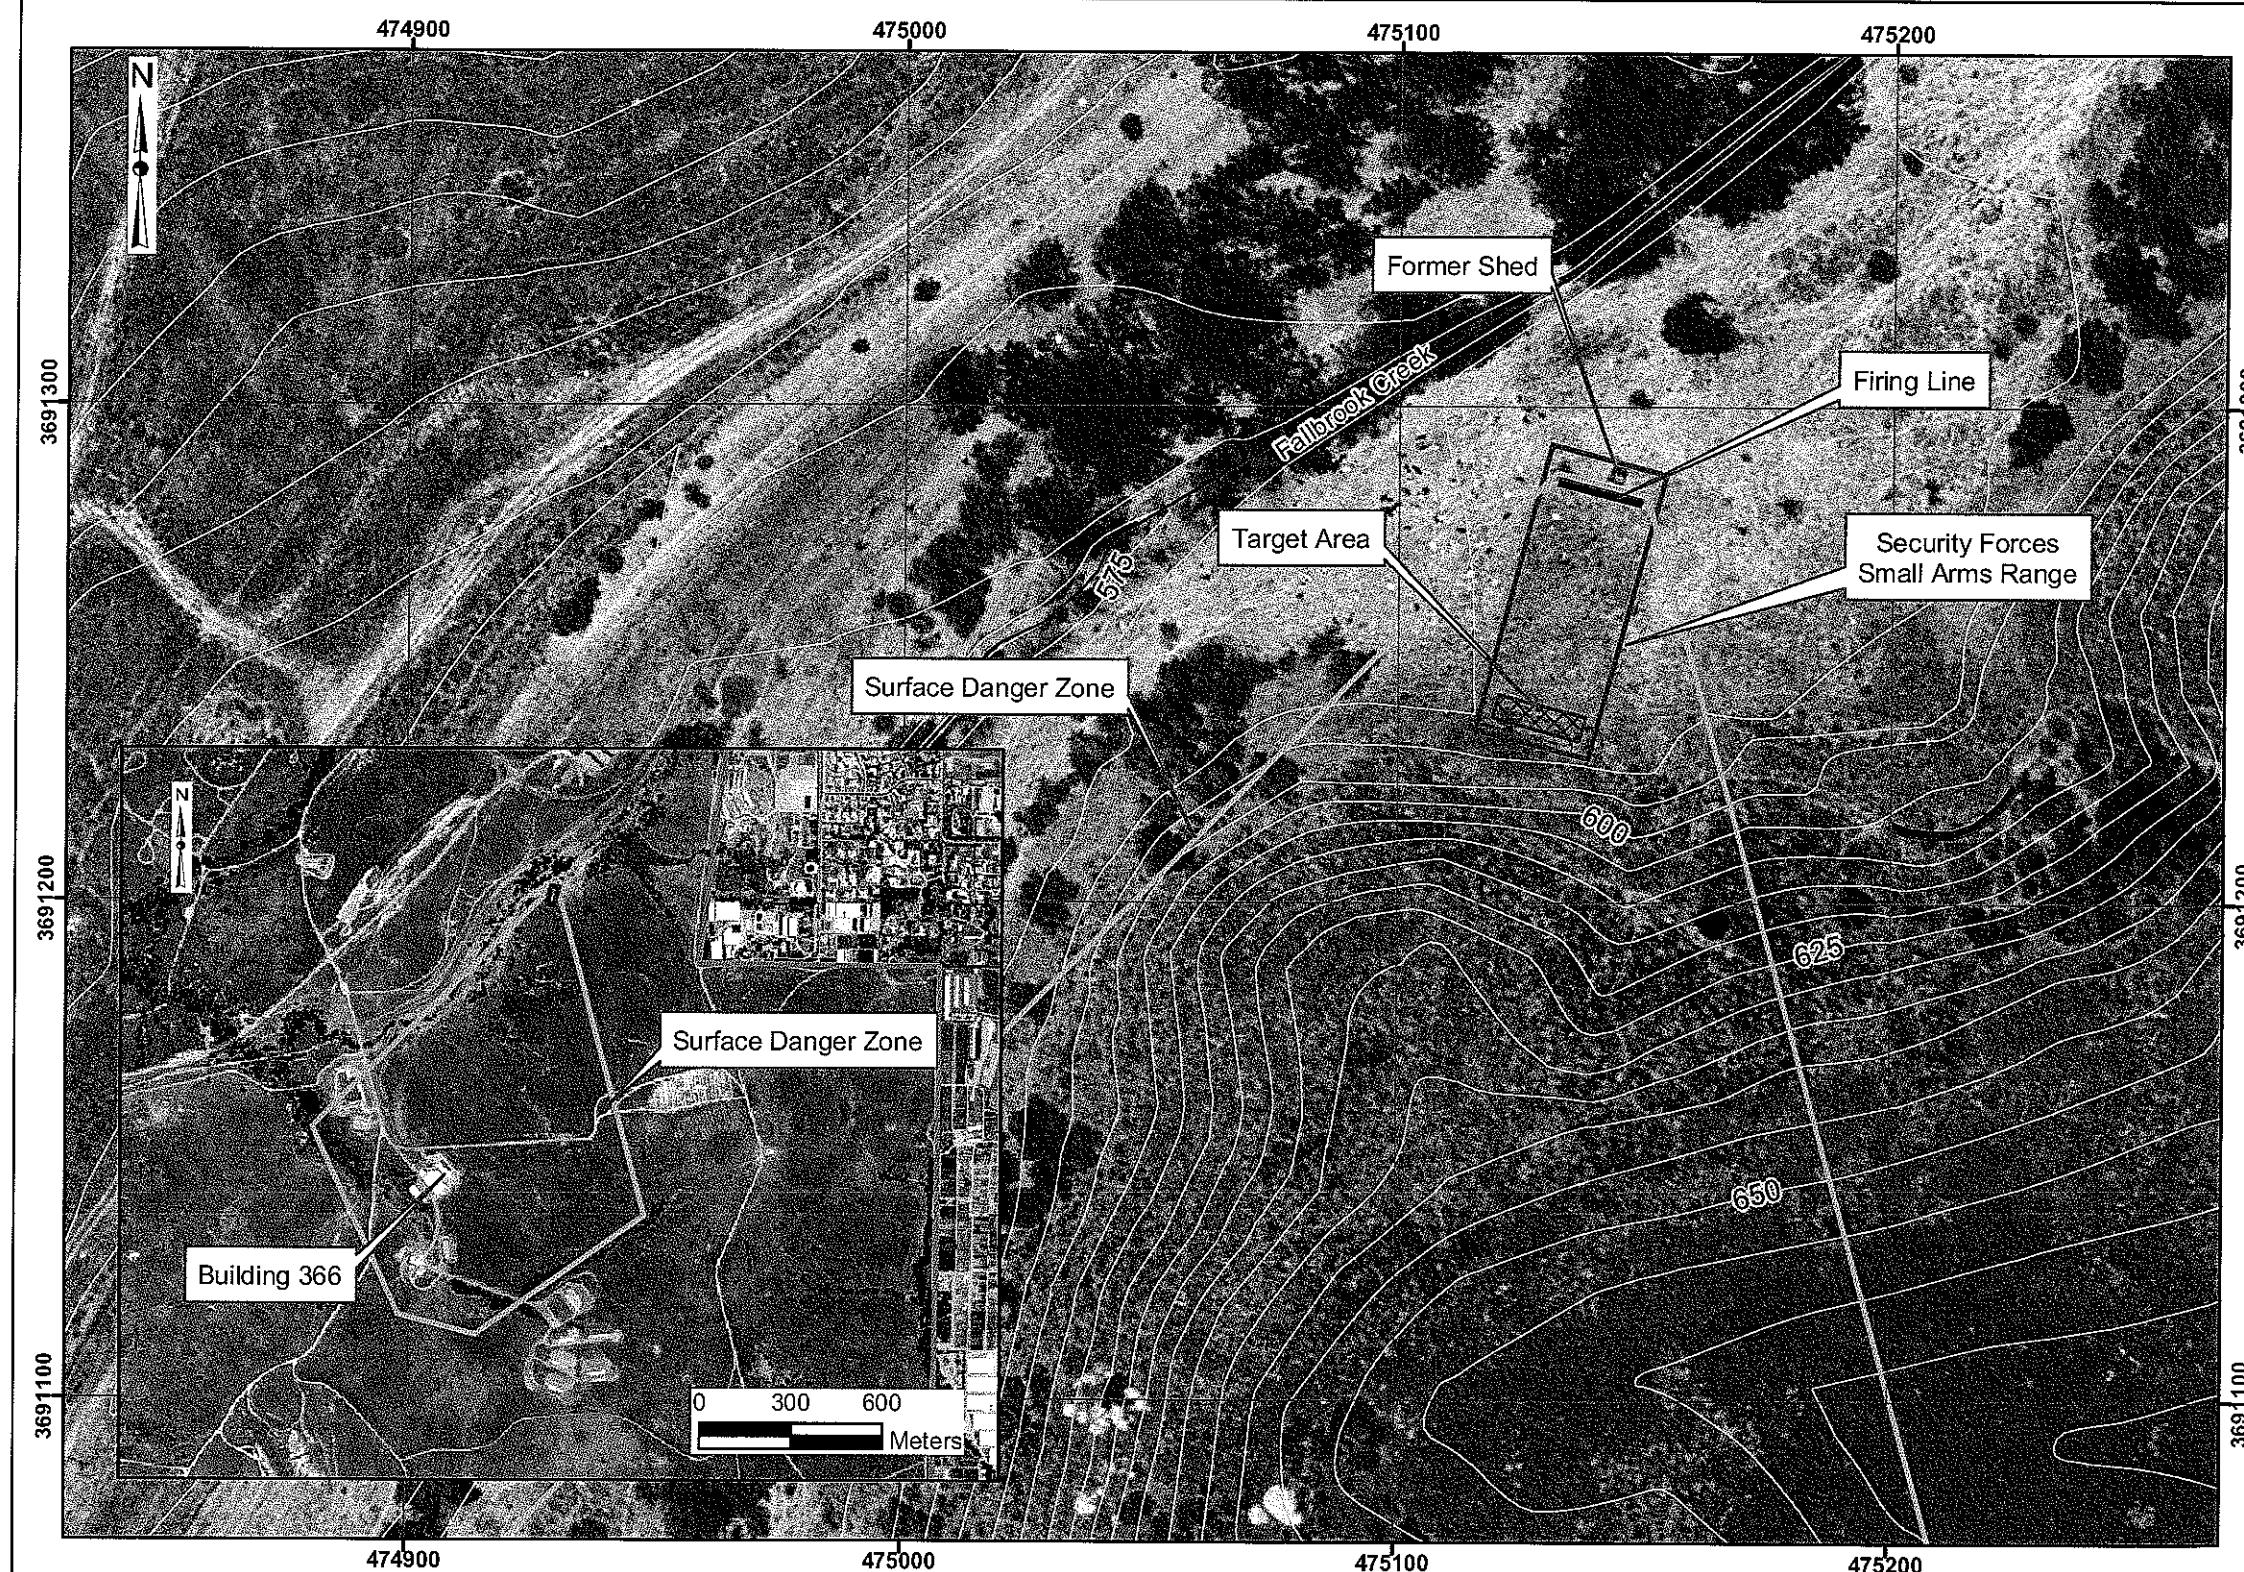 474900
475000
475100
475200
N
Former Shed
Firing Line
3691300
Fallbrook Creek
Target Area
Security Forces
Small Arms Range
575
Surface Danger Zone
N
600
3691200
3691200
625
Surface Danger Zone
650
Building 366
3691100
3691100
0 300 600
Meters
474900
475000
475100
475200